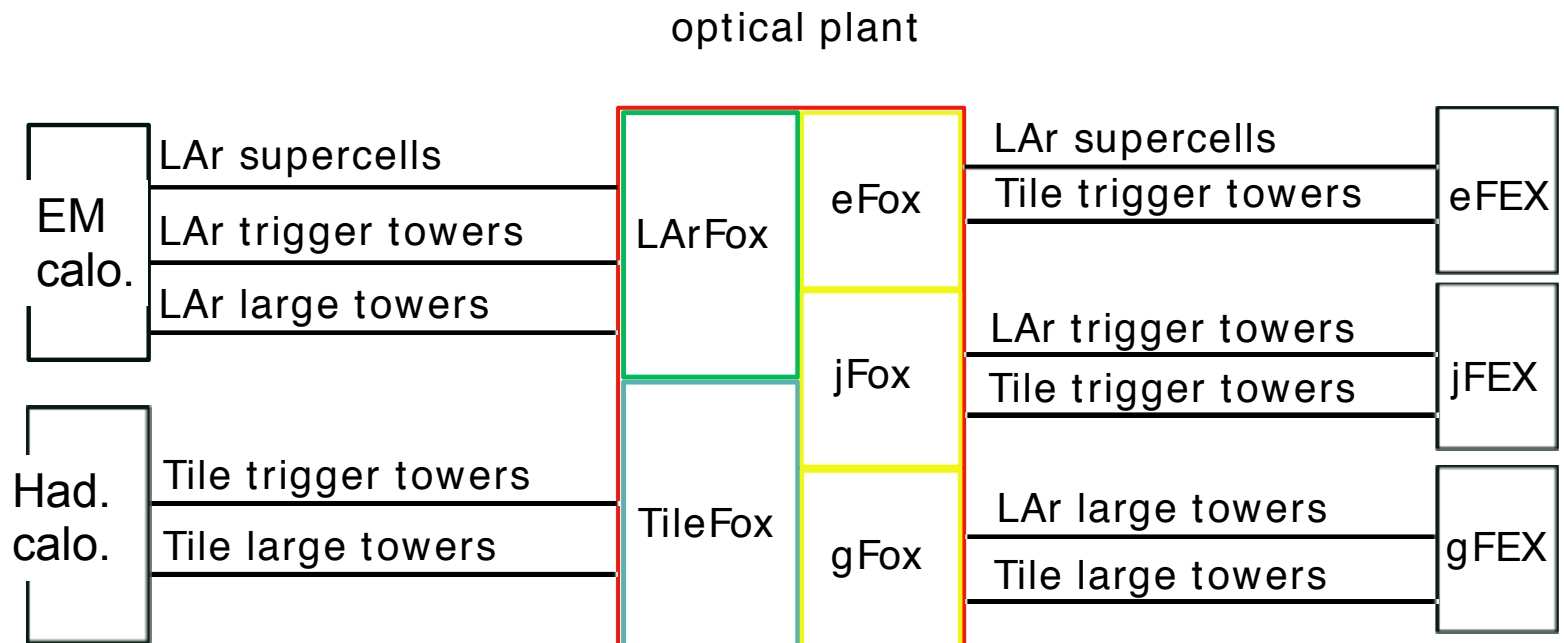 optical plant
EM
calo.
LAr supercells
LAr trigger towers
LAr large towers
Had.
calo.
Tile trigger towers
Tile large towers
LArFox
TileFox
eFox
jFox
gFox
LAr supercells
Tile trigger towers
eFEX
LAr trigger towers
Tile trigger towers
jFEX
LAr large towers
Tile large towers
gFEX